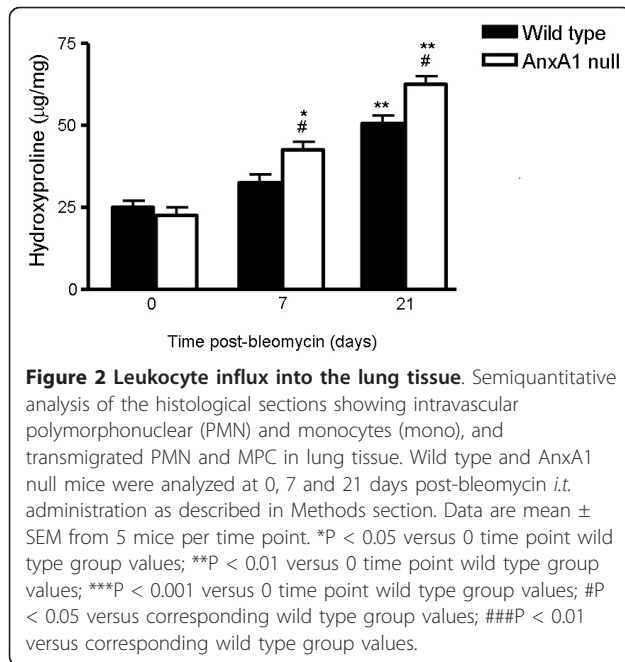 Wild type
AnxA1 null
Hydroxyproline (µg/mg)
75
50
25
0
*
#
**
**
#
0 7 21
Time post-bleomycin (days)
Figure 2 Leukocyte influx into the lung tissue. Semiquantitative
analysis of the histological sections showing intravascular
polymorphonuclear (PMN) and monocytes (mono), and
transmigrated PMN and MPC in lung tissue. Wild type and AnxA1
null mice were analyzed at 0, 7 and 21 days post-bleomycin i.t.
administration as described in Methods section. Data are mean ±
SEM from 5 mice per time point. *P < 0.05 versus 0 time point wild
type group values; **P < 0.01 versus 0 time point wild type group
values; ***P < 0.001 versus 0 time point wild type group values; #P
< 0.05 versus corresponding wild type group values; ###P < 0.01
versus corresponding wild type group values.